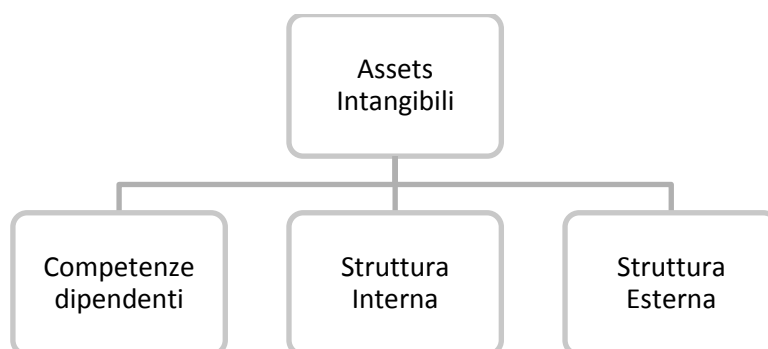 Assets
Intangibili
Competenze
dipendenti
Struttura
Interna
Struttura
Esterna